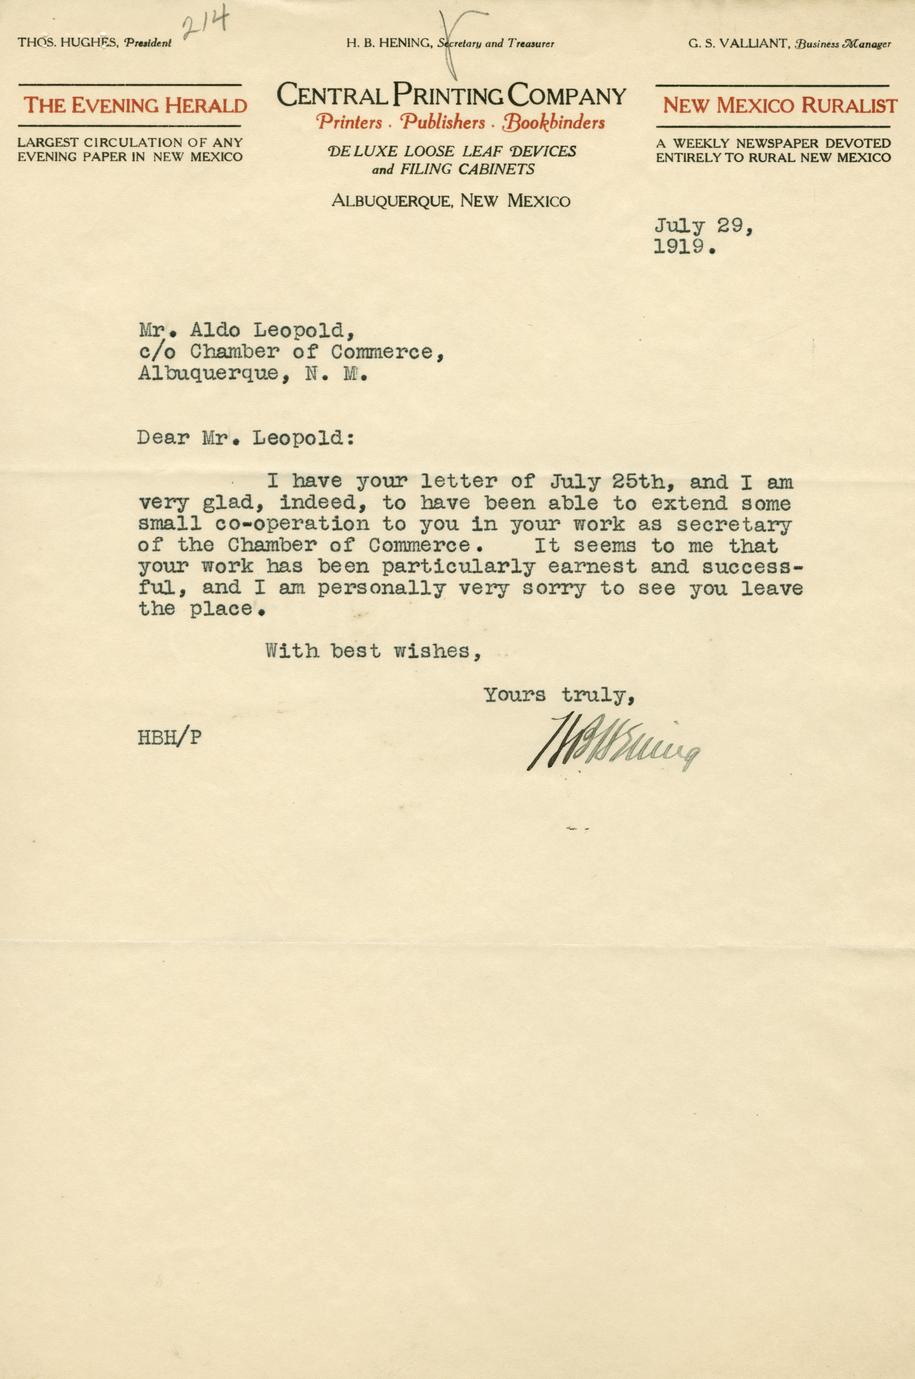 214
THOS. HUGHES, President
H. B. HENING, Secretary and Treasurer
G. S. VALLIANT, Business Manager
THE EVENING HERALD
LARGEST CIRCULATION OF ANY
EVENING PAPER IN NEW MEXICO
CENTRAL PRINTING COMPANY
Printers · Publishers · Bookbinders
DE LUXE LOOSE LEAF DEVICES
and FILING CABINETS
ALBUQUERQUE, NEW MEXICO
NEW MEXICO RURALIST
A WEEKLY NEWSPAPER DEVOTED
ENTIRELY TO RURAL NEW MEXICO
July 29,
1919.
Mr. Aldo Leopold,
c/o Chamber of Commerce,
Albuquerque, N. M.
Dear Mr. Leopold:
I have your letter of July 25th, and I am
very glad, indeed, to have been able to extend some
small co-operation to you in your work as secretary
of the Chamber of Commerce. It seems to me that
your work has been particularly earnest and success-
ful, and I am personally very sorry to see you leave
the place.
With best wishes,
Yours truly,
HBH/P
HBHening